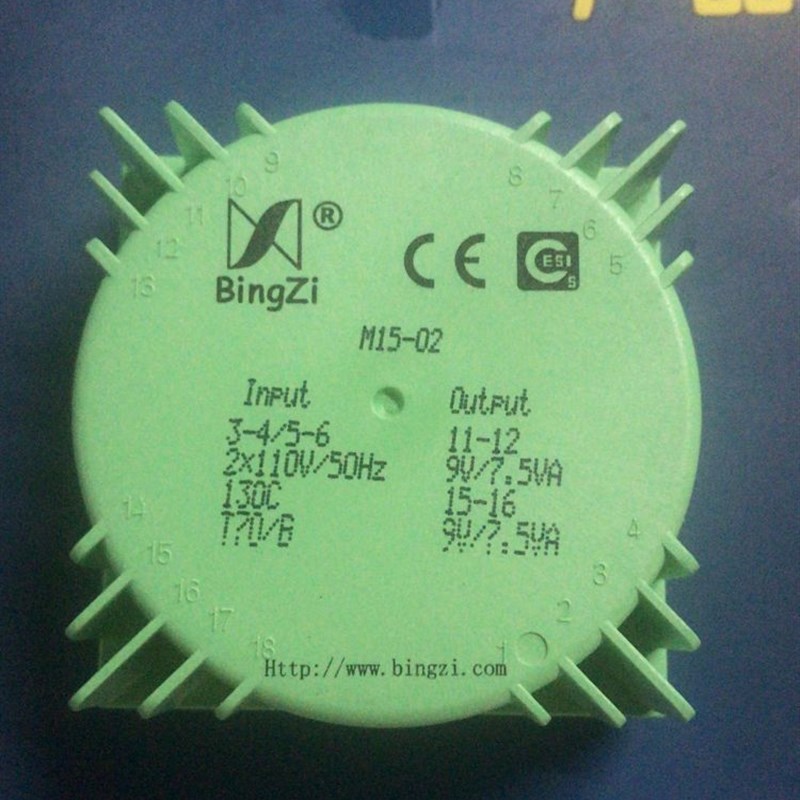 9 8
10 7
11 6
12 5
13
®
BingZi
CE CESI S
M15-02
Input
3-4/5-6
2x110V/50Hz
130C
T70/B
Output
11-12
9V/7.5VA
15-16
9V/7.5VA
14 4
15 3
16 2
17 1
18
Http://www.bingzi.com